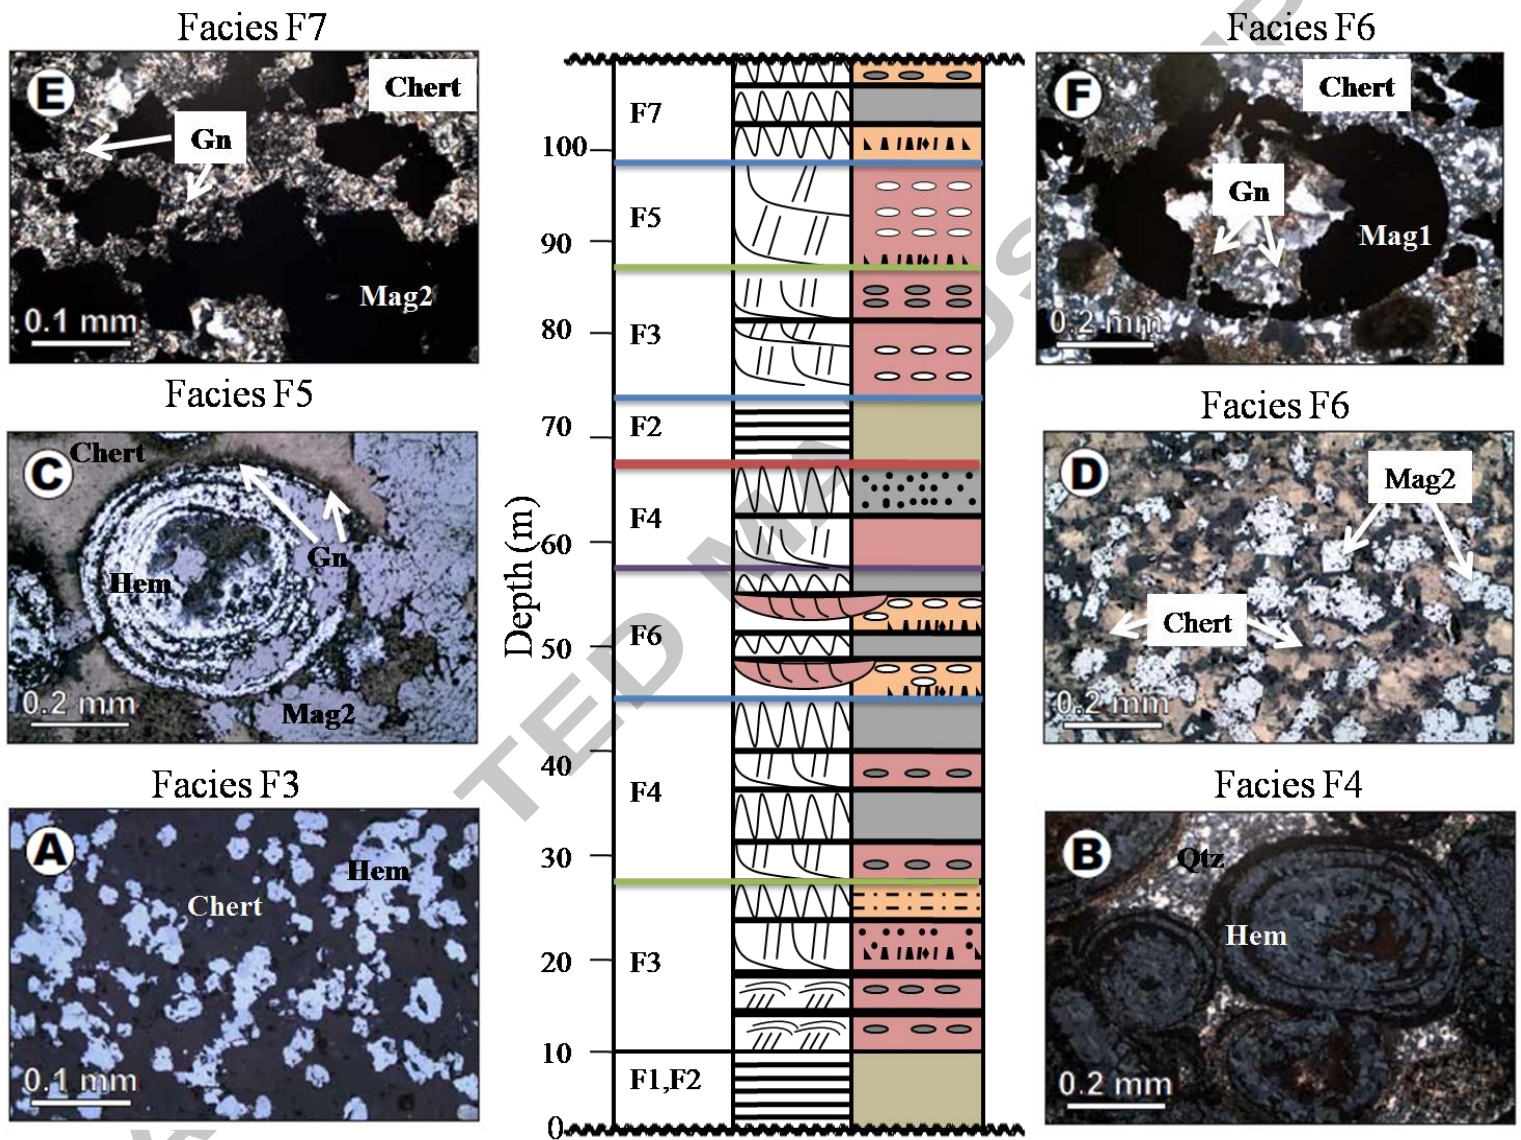 Facies F7
E
Chert
Gn
Mag2
0.1 mm
Facies F5
C
Chert
Gn
Hem
Mag2
0.2 mm
Facies F3
A
Hem
Chert
0.1 mm
Depth (m)
100
90
80
70
60
50
40
30
20
10
0
F7
F5
F3
F2
F4
F6
F4
F3
F1,F2
Facies F6
F
Chert
Gn
Mag1
0.2 mm
Facies F6
D
Mag2
Chert
0.2 mm
Facies F4
B
Qtz
Hem
0.2 mm